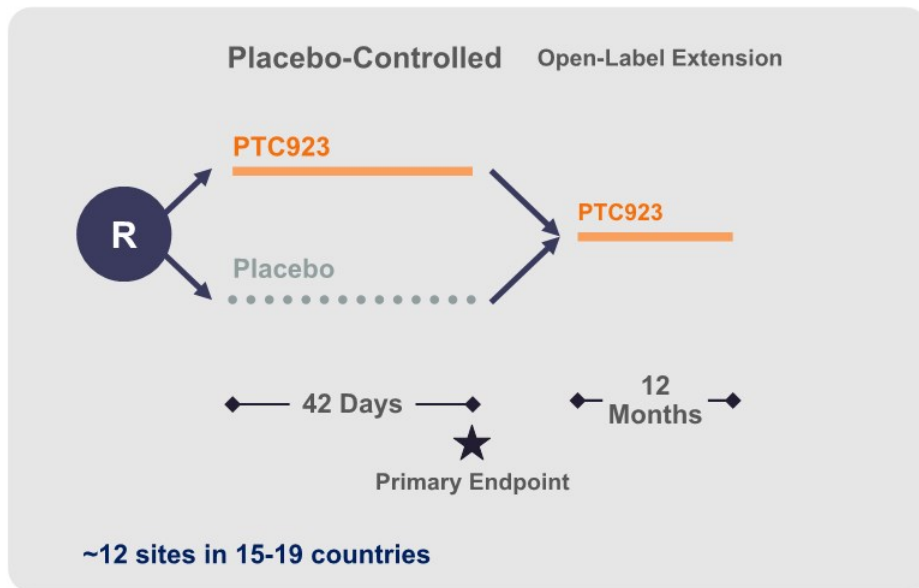 Placebo-Controlled
Open-Label Extension
PTC923
R
PTC923
Placebo
42 Days
12
Months
Primary Endpoint
~12 sites in 15-19 countries